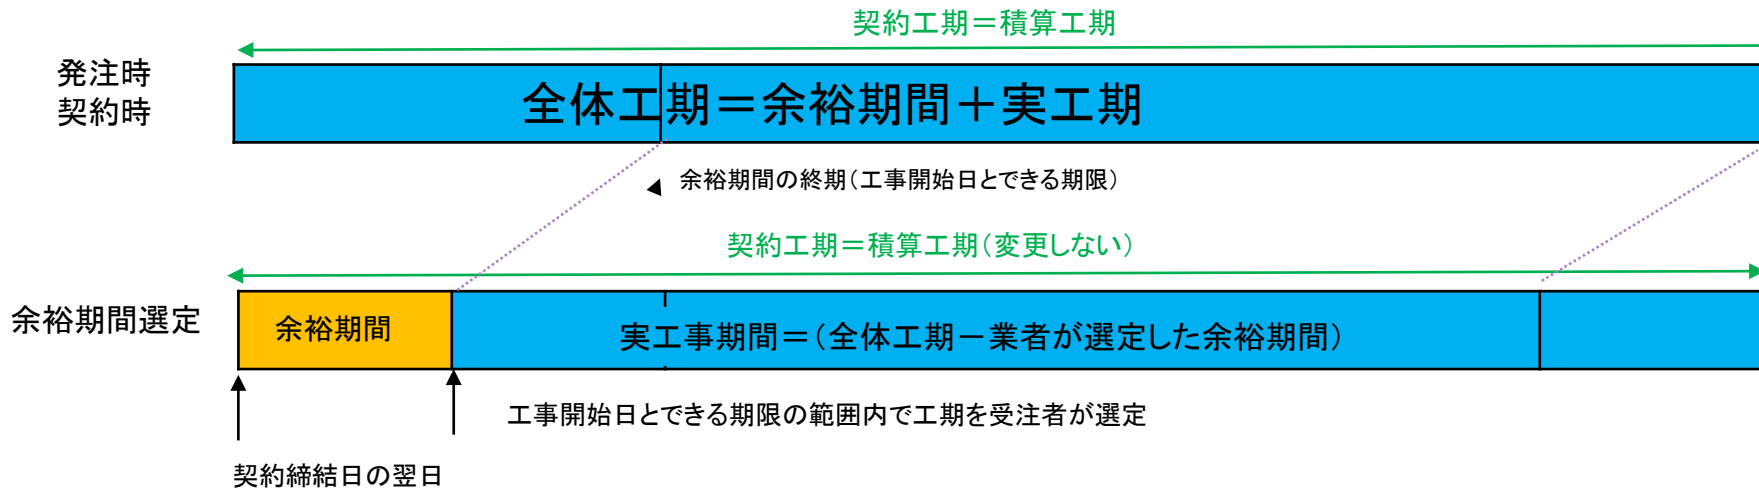 契約工期＝積算工期
発注時
契約時
全体工期＝余裕期間＋実工期
余裕期間の終期（工事開始日とできる期限）
契約工期＝積算工期（変更しない）
余裕期間選定
余裕期間
実工事期間＝（全体工期－業者が選定した余裕期間）
工事開始日とできる期限の範囲内で工期を受注者が選定
契約締結日の翌日